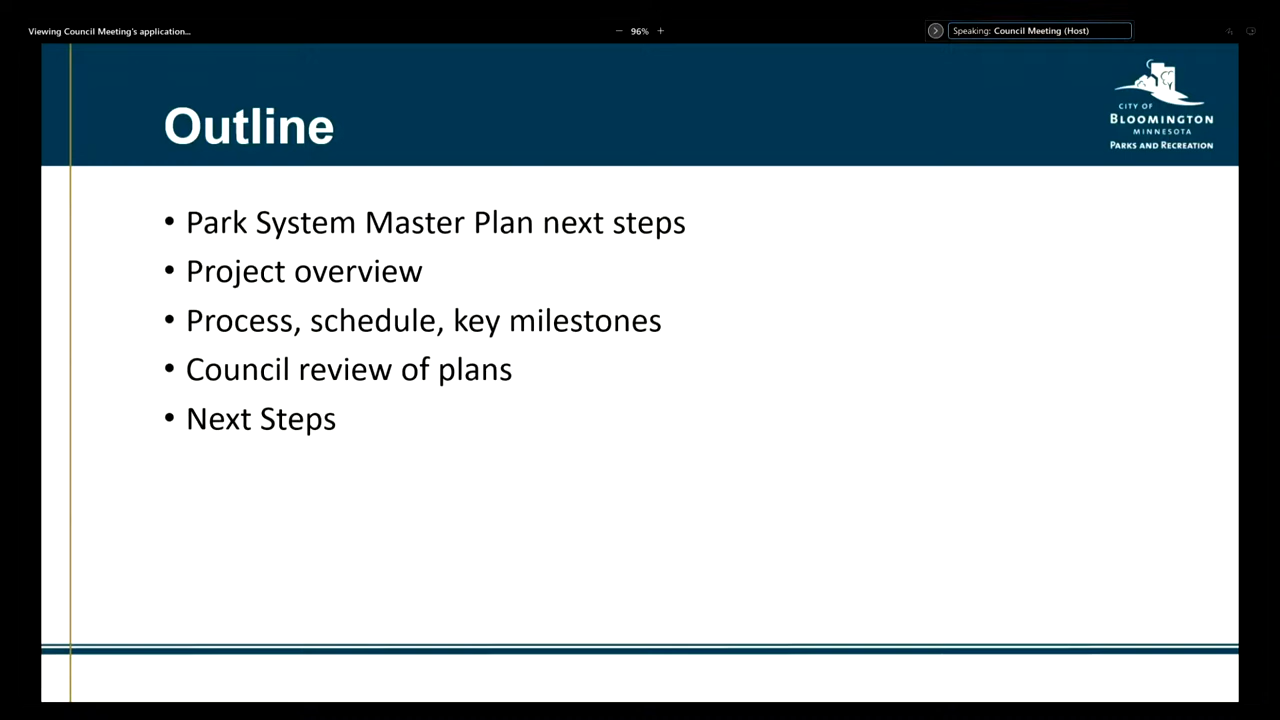 Viewing Council Meeting's application...
− 96% +
Speaking: Council Meeting (Host)
Outline
CITY OF
BLOOMINGTON
MINNESOTA
PARKS AND RECREATION
• Park System Master Plan next steps
• Project overview
• Process, schedule, key milestones
• Council review of plans
• Next Steps